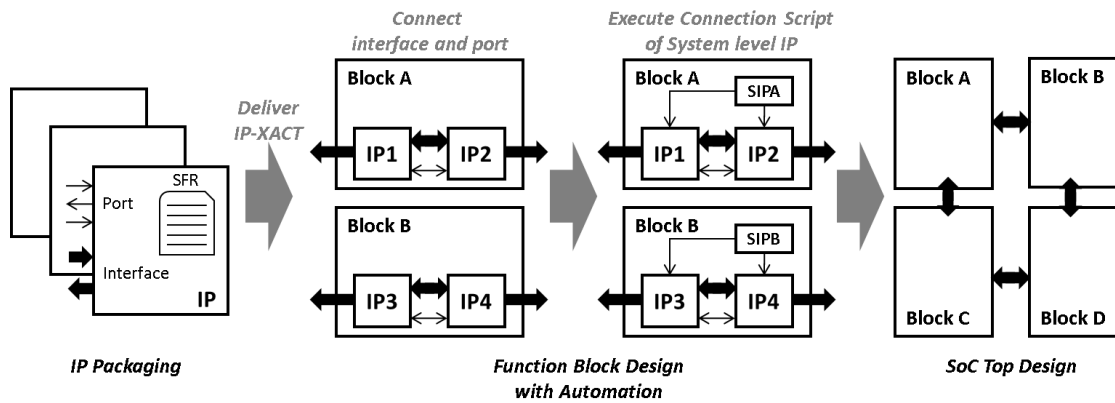 Connect
interface and port
Execute Connection Script
of System level IP
Deliver
IP-XACT
SFR
Port
Interface
IP
Block A
IP1
IP2
Block B
IP3
IP4
Block A
SIPA
IP1
IP2
Block B
SIPB
IP3
IP4
Block A
Block B
Block C
Block D
IP Packaging
Function Block Design
with Automation
SoC Top Design